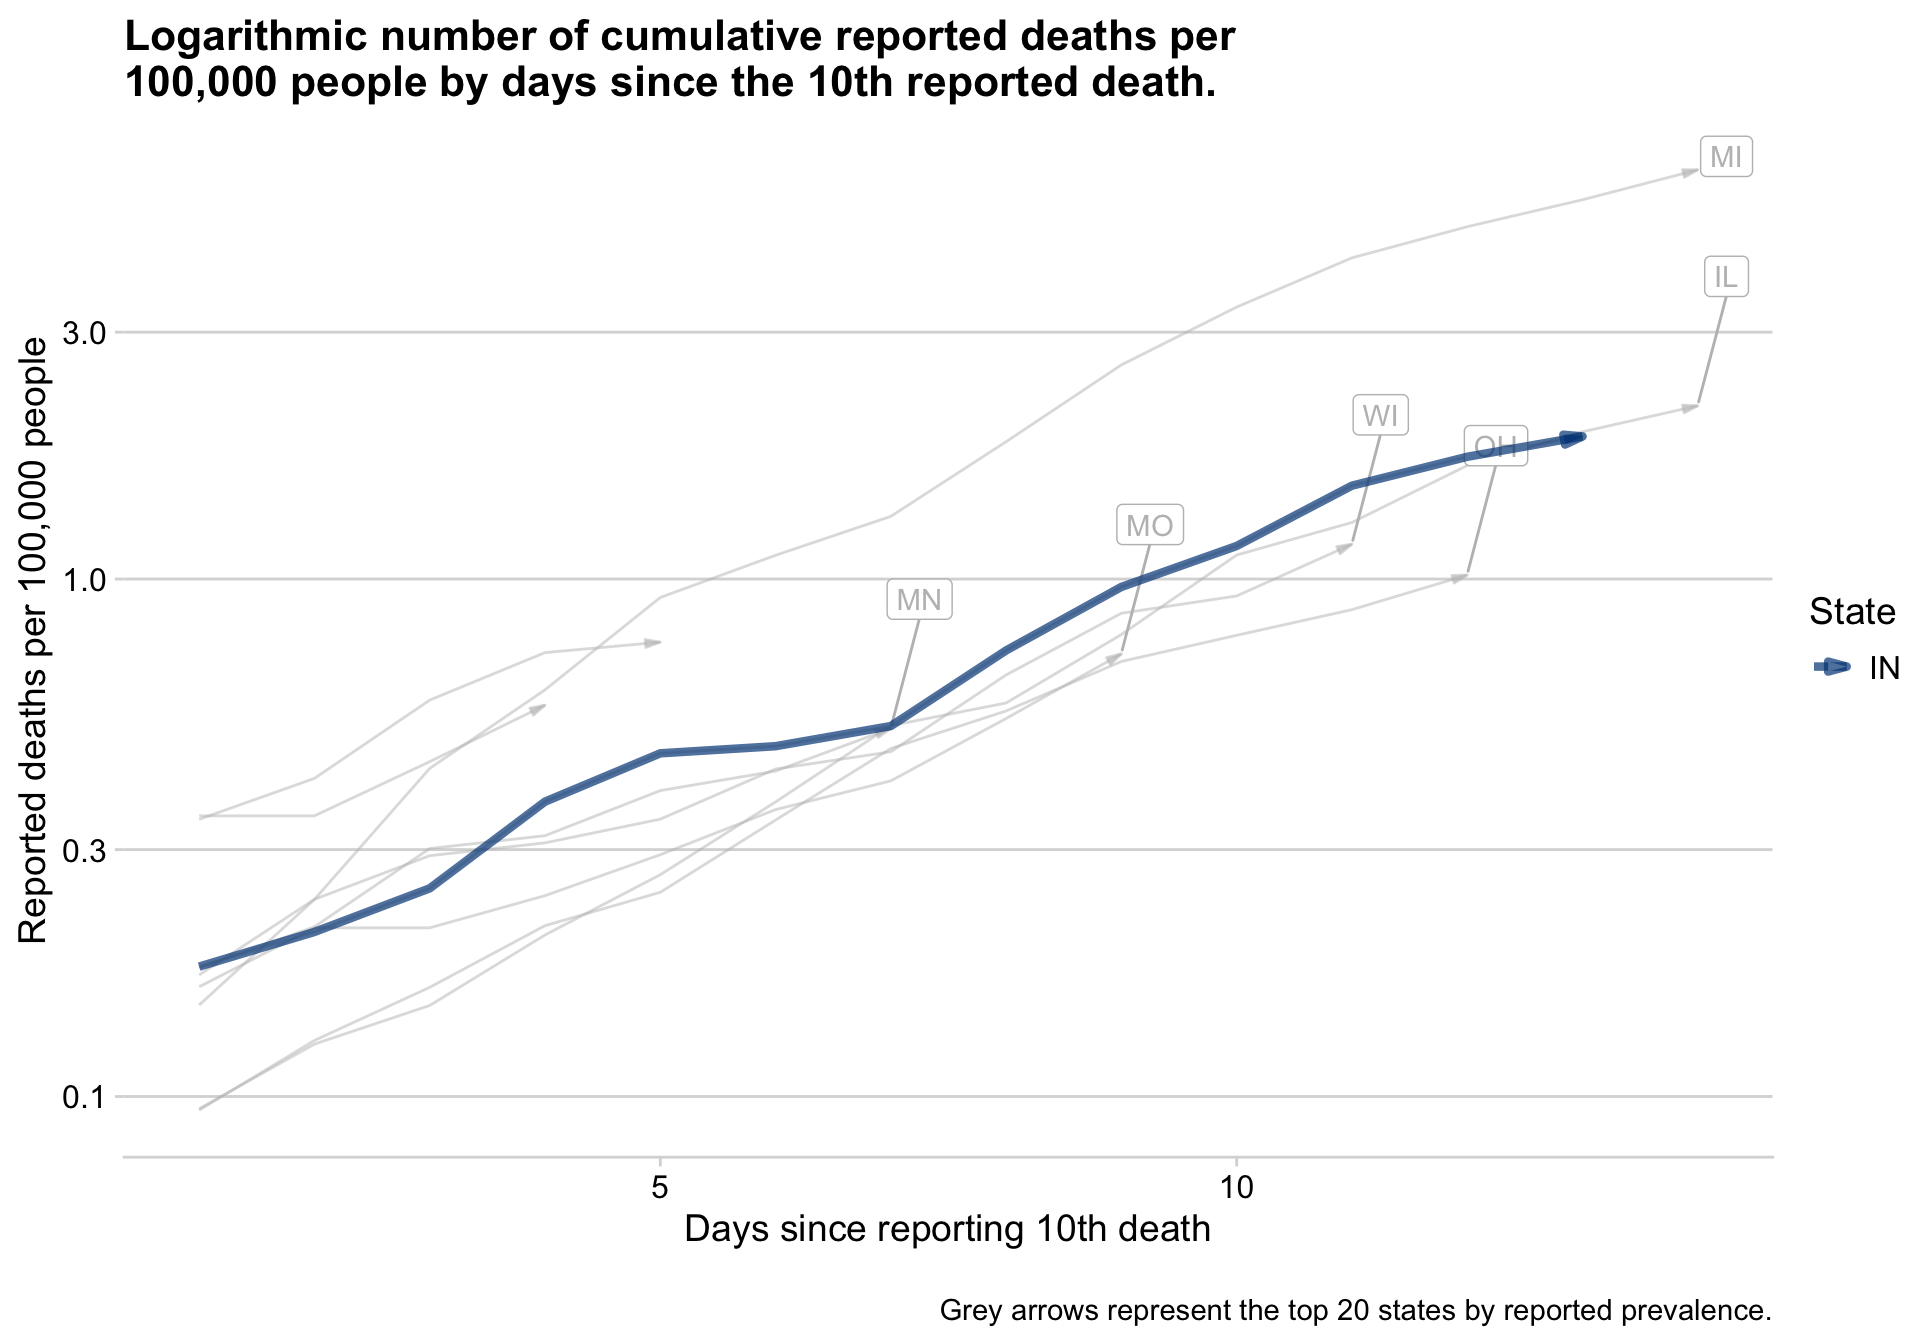 Logarithmic number of cumulative reported deaths per
100,000 people by days since the 10th reported death.
MI
IL
3.0
WI
OH
MO
1.0
MN
0.3
0.1
Reported deaths per 100,000 people
5
10
Days since reporting 10th death
State
IN
Grey arrows represent the top 20 states by reported prevalence.